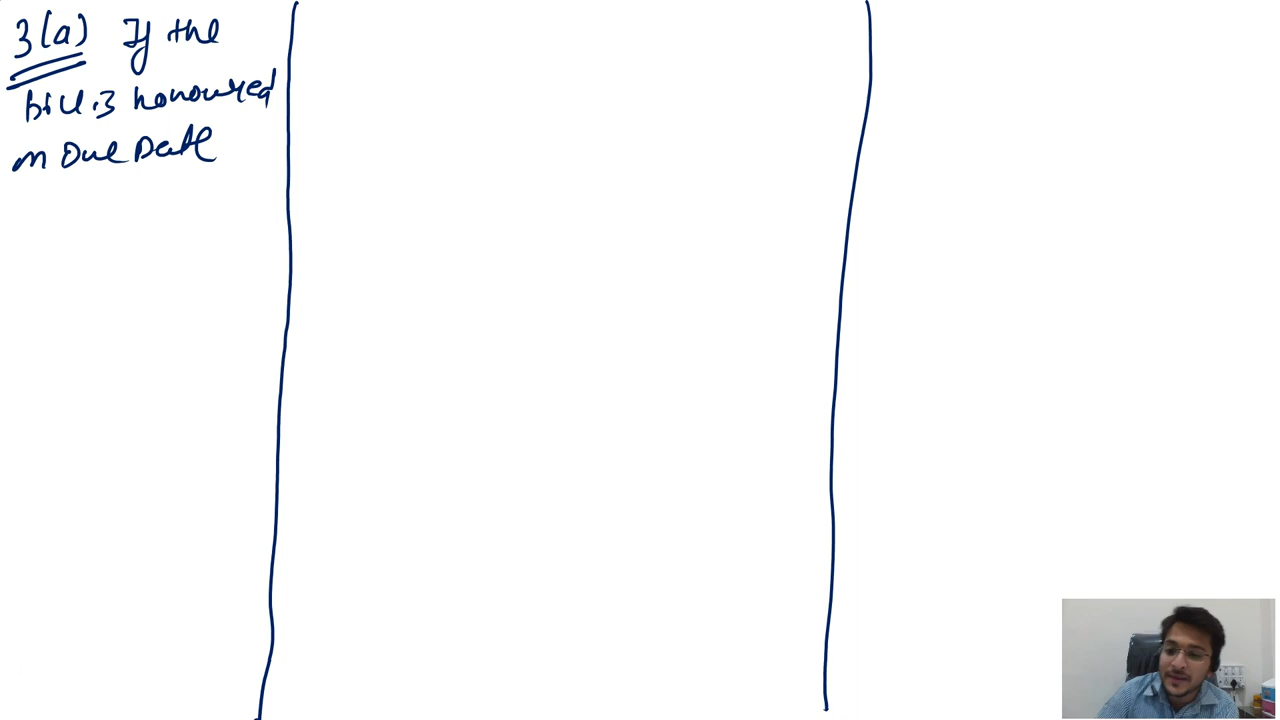 3(a) If the
bill is honoured
on Due Date